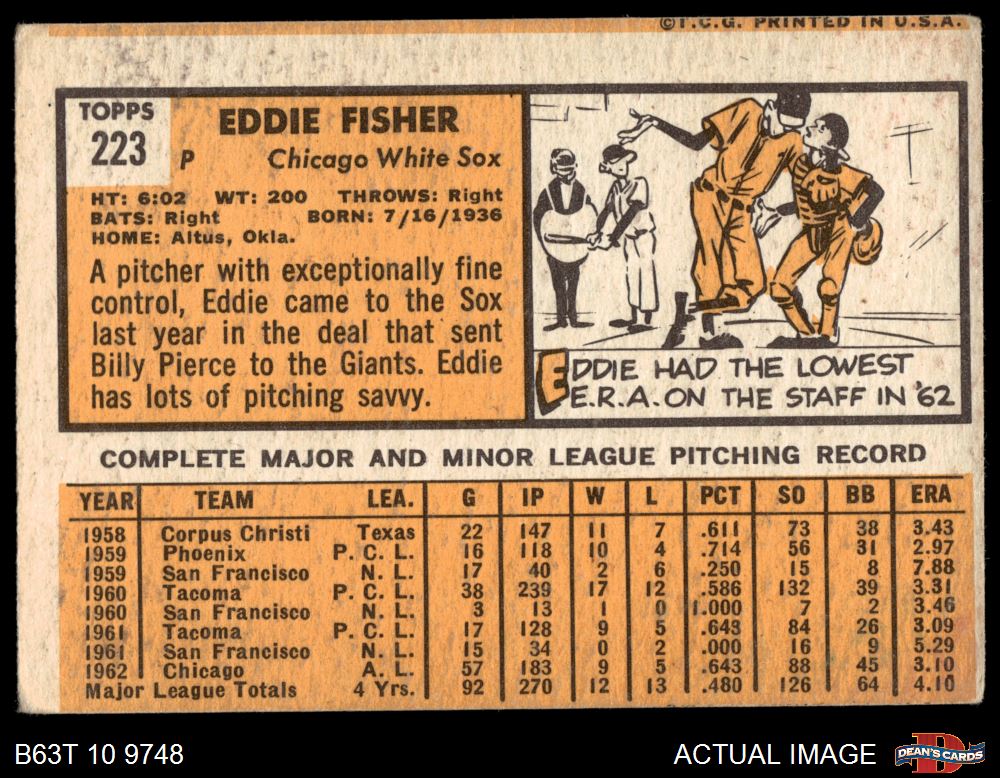 ©T.C.G. PRINTED IN U.S.A.
TOPPS
223
EDDIE FISHER
P Chicago White Sox
HT: 6:02 WT: 200 THROWS: Right
BATS: Right BORN: 7/16/1936
HOME: Altus, Okla.
A pitcher with exceptionally fine
control, Eddie came to the Sox
last year in the deal that sent
Billy Pierce to the Giants. Eddie
has lots of pitching savvy.
EDDIE HAD THE LOWEST
E.R.A. ON THE STAFF IN '62
COMPLETE MAJOR AND MINOR LEAGUE PITCHING RECORD
YEAR TEAM LEA. G IP W L PCT SO BB ERA
1958 Corpus Christi Texas 22 147 11 7 .611 73 38 3.43
1959 Phoenix P. C. L. 16 118 10 4 .714 56 31 2.97
1959 San Francisco N. L. 17 40 2 6 .250 15 8 7.88
1960 Tacoma P. C. L. 38 239 17 12 .586 132 39 3.31
1960 San Francisco N. L. 3 13 1 0 1.000 7 2 3.46
1961 Tacoma P. C. L. 17 128 9 5 .643 84 26 3.09
1961 San Francisco N. L. 15 34 0 2 .000 16 9 5.29
1962 Chicago A. L. 57 183 9 5 .643 88 45 3.10
Major League Totals 4 Yrs. 92 270 12 13 .480 126 64 4.10
B63T 10 9748
ACTUAL IMAGE
DEAN'S CARDS